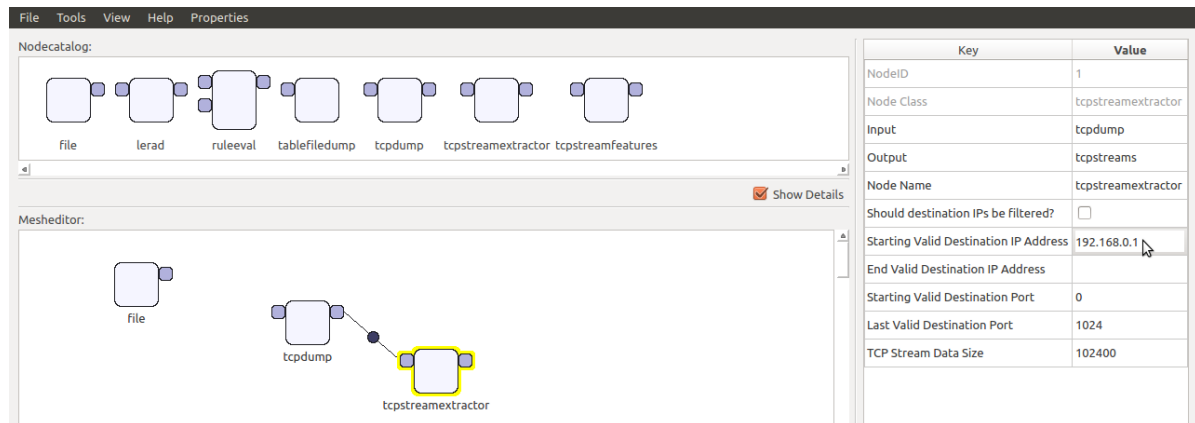 File Tools View Help Properties
Nodecatalog:
file lerad ruleeval tablefiledump tcpdump tcpstreamextractor tcpstreamfeatures
Show Details
Mesheditor:
file
tcpdump
tcpstreamextractor
Key Value
NodeID 1
Node Class tcpstreamextractor
Input tcpdump
Output tcpstreams
Node Name tcpstreamextractor
Should destination IPs be filtered?
Starting Valid Destination IP Address 192.168.0.1
End Valid Destination IP Address
Starting Valid Destination Port 0
Last Valid Destination Port 1024
TCP Stream Data Size 102400